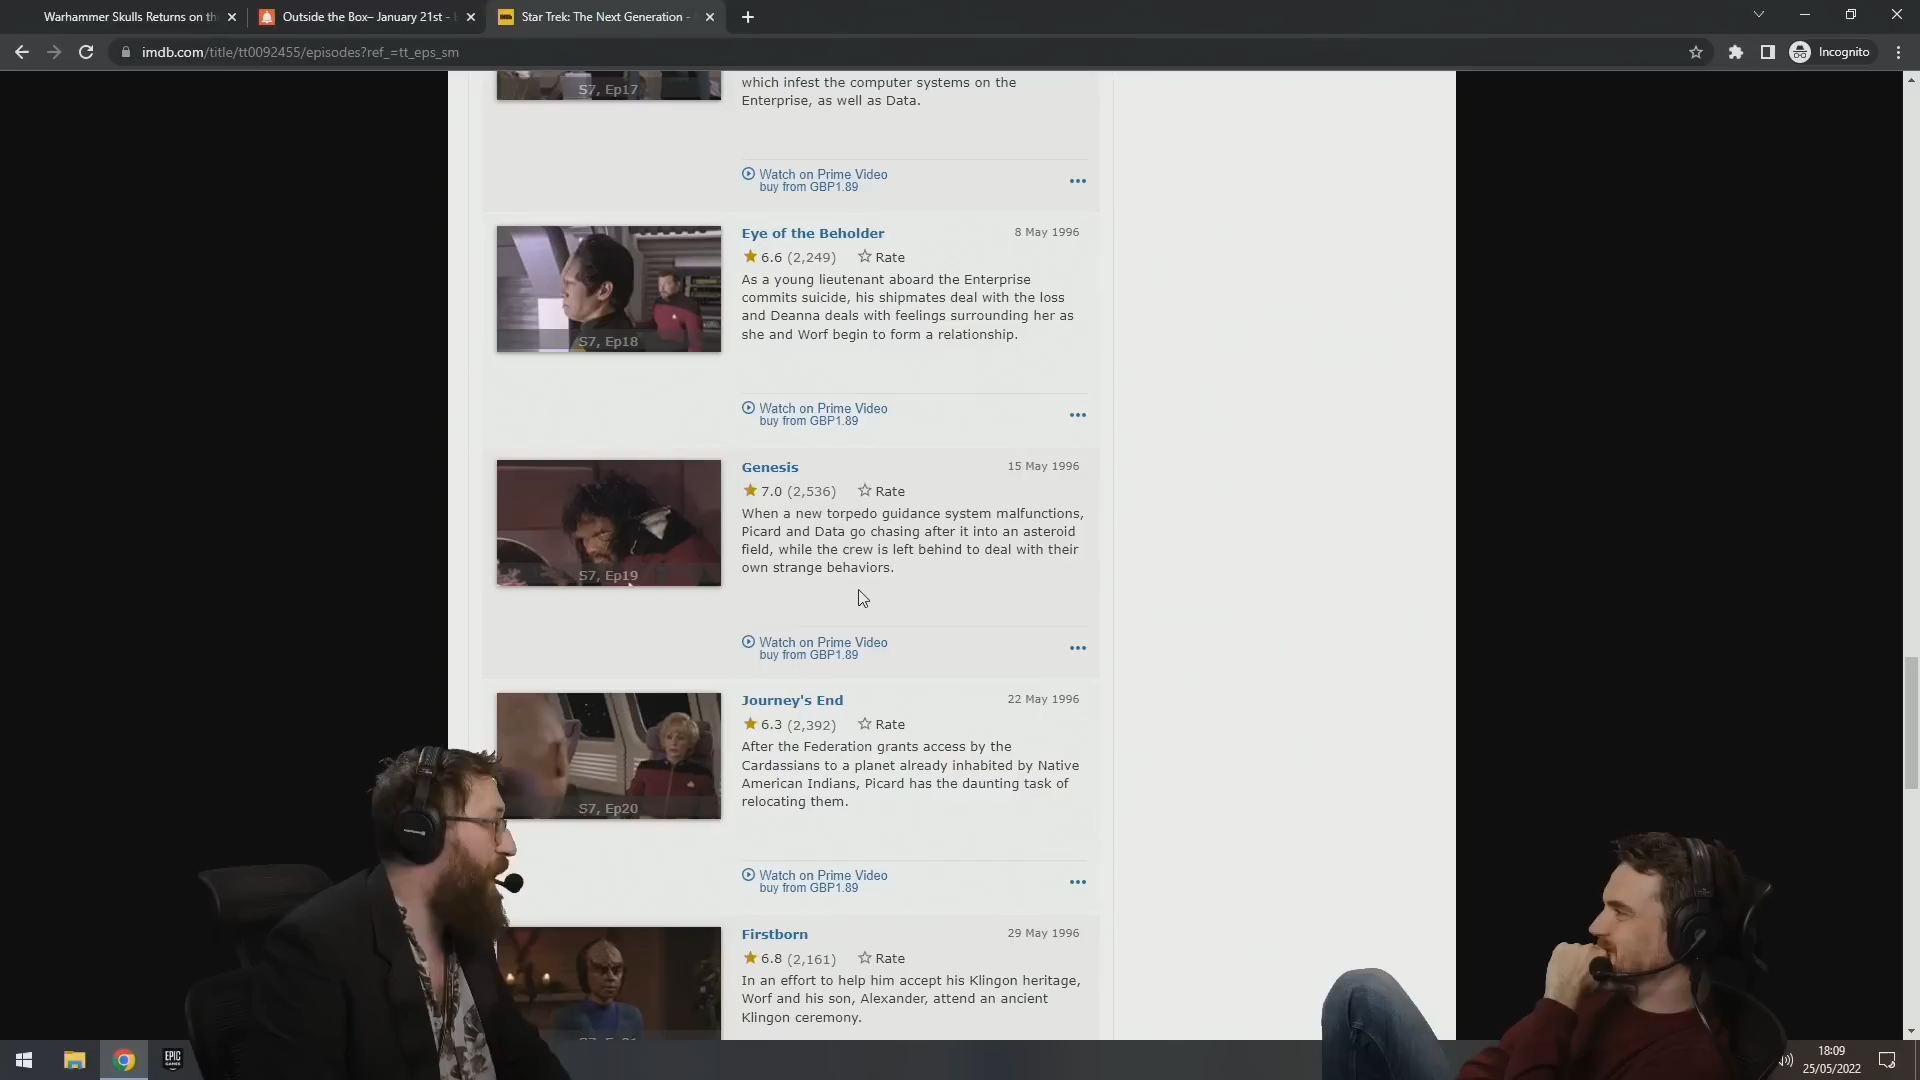 Warhammer Skulls Returns on th
Outside the Box– January 21st -
Star Trek: The Next Generation -
imdb.com/title/tt0092455/episodes?ref_=tt_eps_sm
Incognito
S7, Ep17
which infest the computer systems on the
Enterprise, as well as Data.
Watch on Prime Video
buy from GBP1.89
Eye of the Beholder
8 May 1996
6.6 (2,249)
Rate
As a young lieutenant aboard the Enterprise
commits suicide, his shipmates deal with the loss
and Deanna deals with feelings surrounding her as
she and Worf begin to form a relationship.
S7, Ep18
Watch on Prime Video
buy from GBP1.89
Genesis
15 May 1996
7.0 (2,536)
Rate
When a new torpedo guidance system malfunctions,
Picard and Data go chasing after it into an asteroid
field, while the crew is left behind to deal with their
own strange behaviors.
S7, Ep19
Watch on Prime Video
buy from GBP1.89
Journey's End
22 May 1996
6.3 (2,392)
Rate
After the Federation grants access by the
Cardassians to a planet already inhabited by Native
American Indians, Picard has the daunting task of
relocating them.
S7, Ep20
Watch on Prime Video
buy from GBP1.89
Firstborn
29 May 1996
6.8 (2,161)
Rate
In an effort to help him accept his Klingon heritage,
Worf and his son, Alexander, attend an ancient
Klingon ceremony.
EPIC
GAMES
18:09
25/05/2022